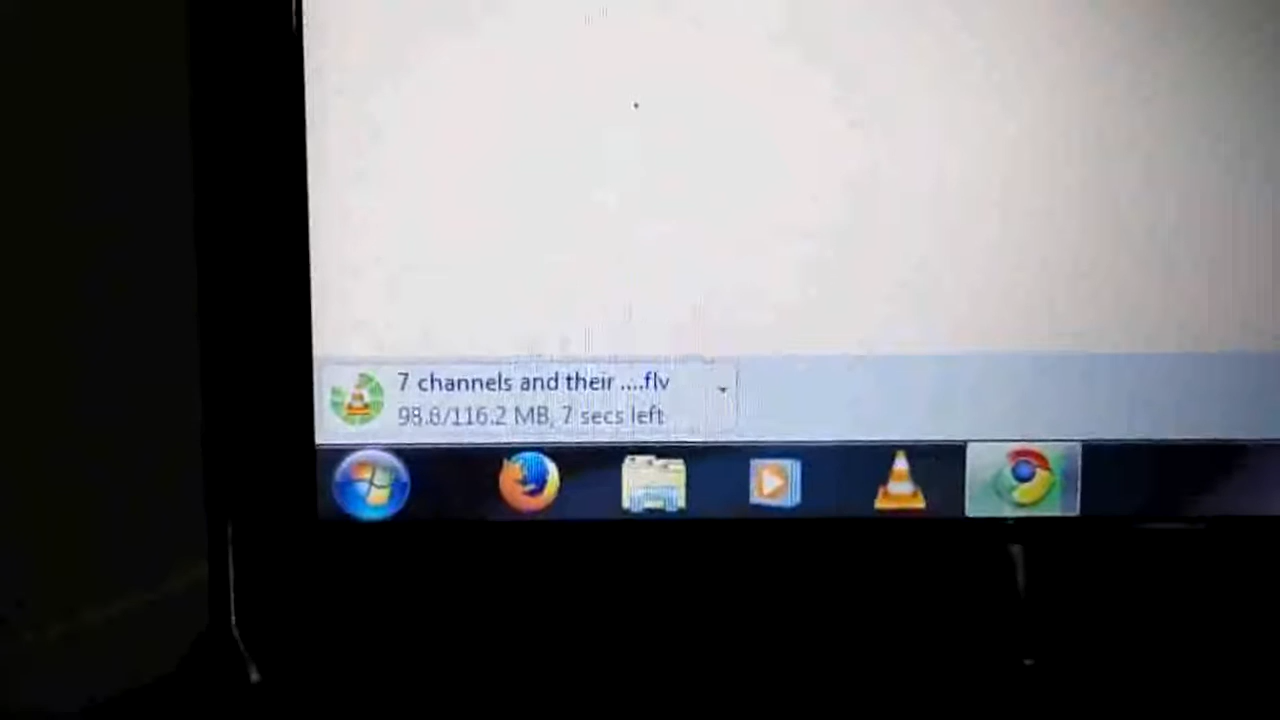 7 channels and their ....flv
98.8/116.2 MB, 7 secs left